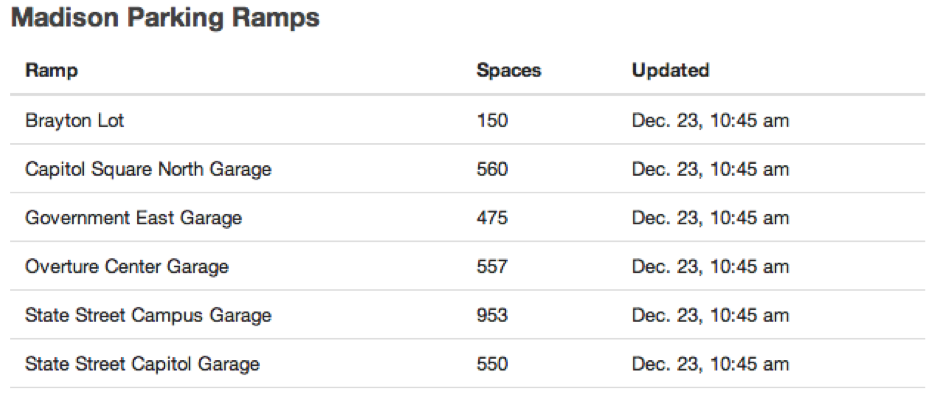 Madison Parking Ramps
Ramp Spaces Updated
Brayton Lot 150 Dec. 23, 10:45 am
Capitol Square North Garage 560 Dec. 23, 10:45 am
Government East Garage 475 Dec. 23, 10:45 am
Overture Center Garage 557 Dec. 23, 10:45 am
State Street Campus Garage 953 Dec. 23, 10:45 am
State Street Capitol Garage 550 Dec. 23, 10:45 am